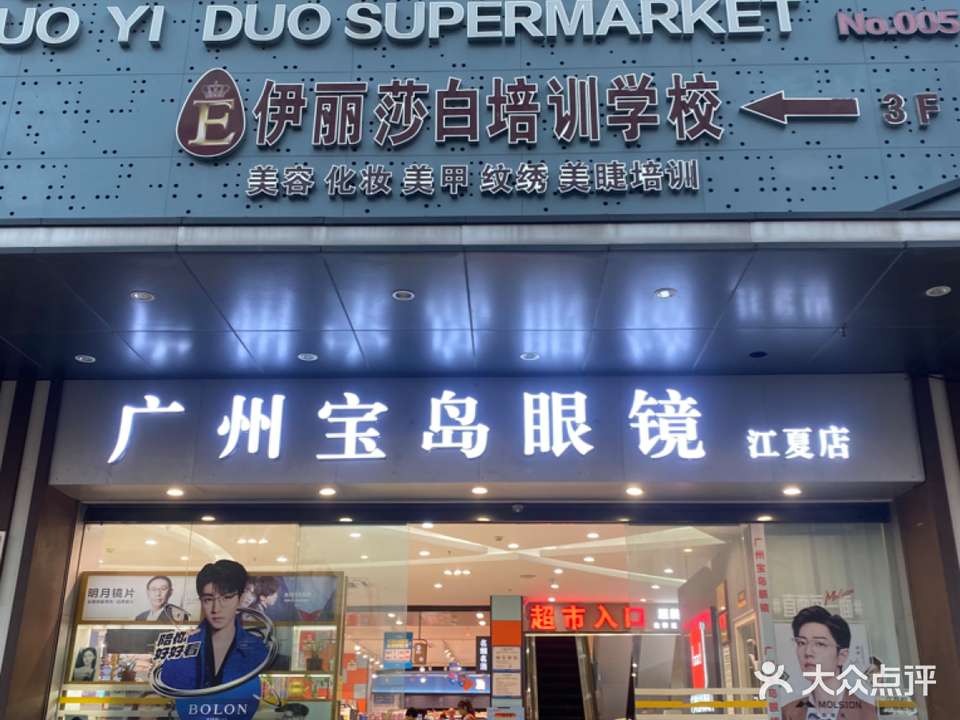 UO YI DUO SUPERMARKET No.005
E 伊丽莎白培训学校 3F
美容 化妆 美甲 纹绣 美睫培训
广州宝岛眼镜 江夏店
明月镜片
超市入口
陪你
好好看
BOLON
广州宝岛眼镜
MOLSION
大众点评